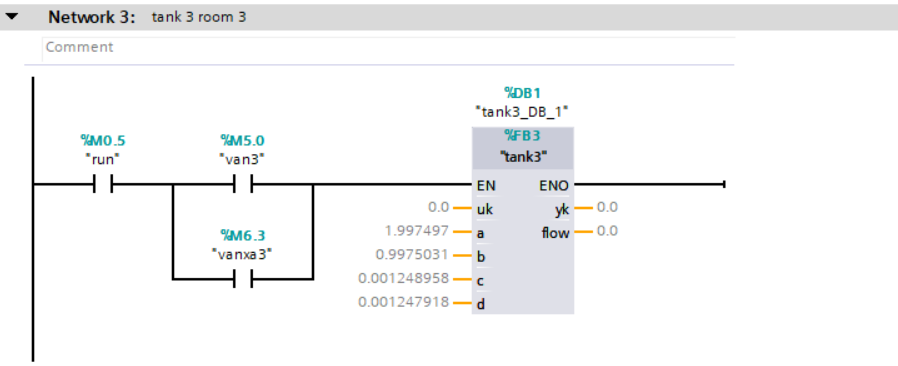 Network 3: tank 3 room 3
Comment
%DB1
"tank3_DB_1"
%M0.5
"run"
%M5.0
"van3"
%FB3
"tank3"
EN ENO
0.0 uk yk 0.0
1.997497 a flow 0.0
%M6.3
"vanxa3"
0.9975031 b
0.001248958 c
0.001247918 d